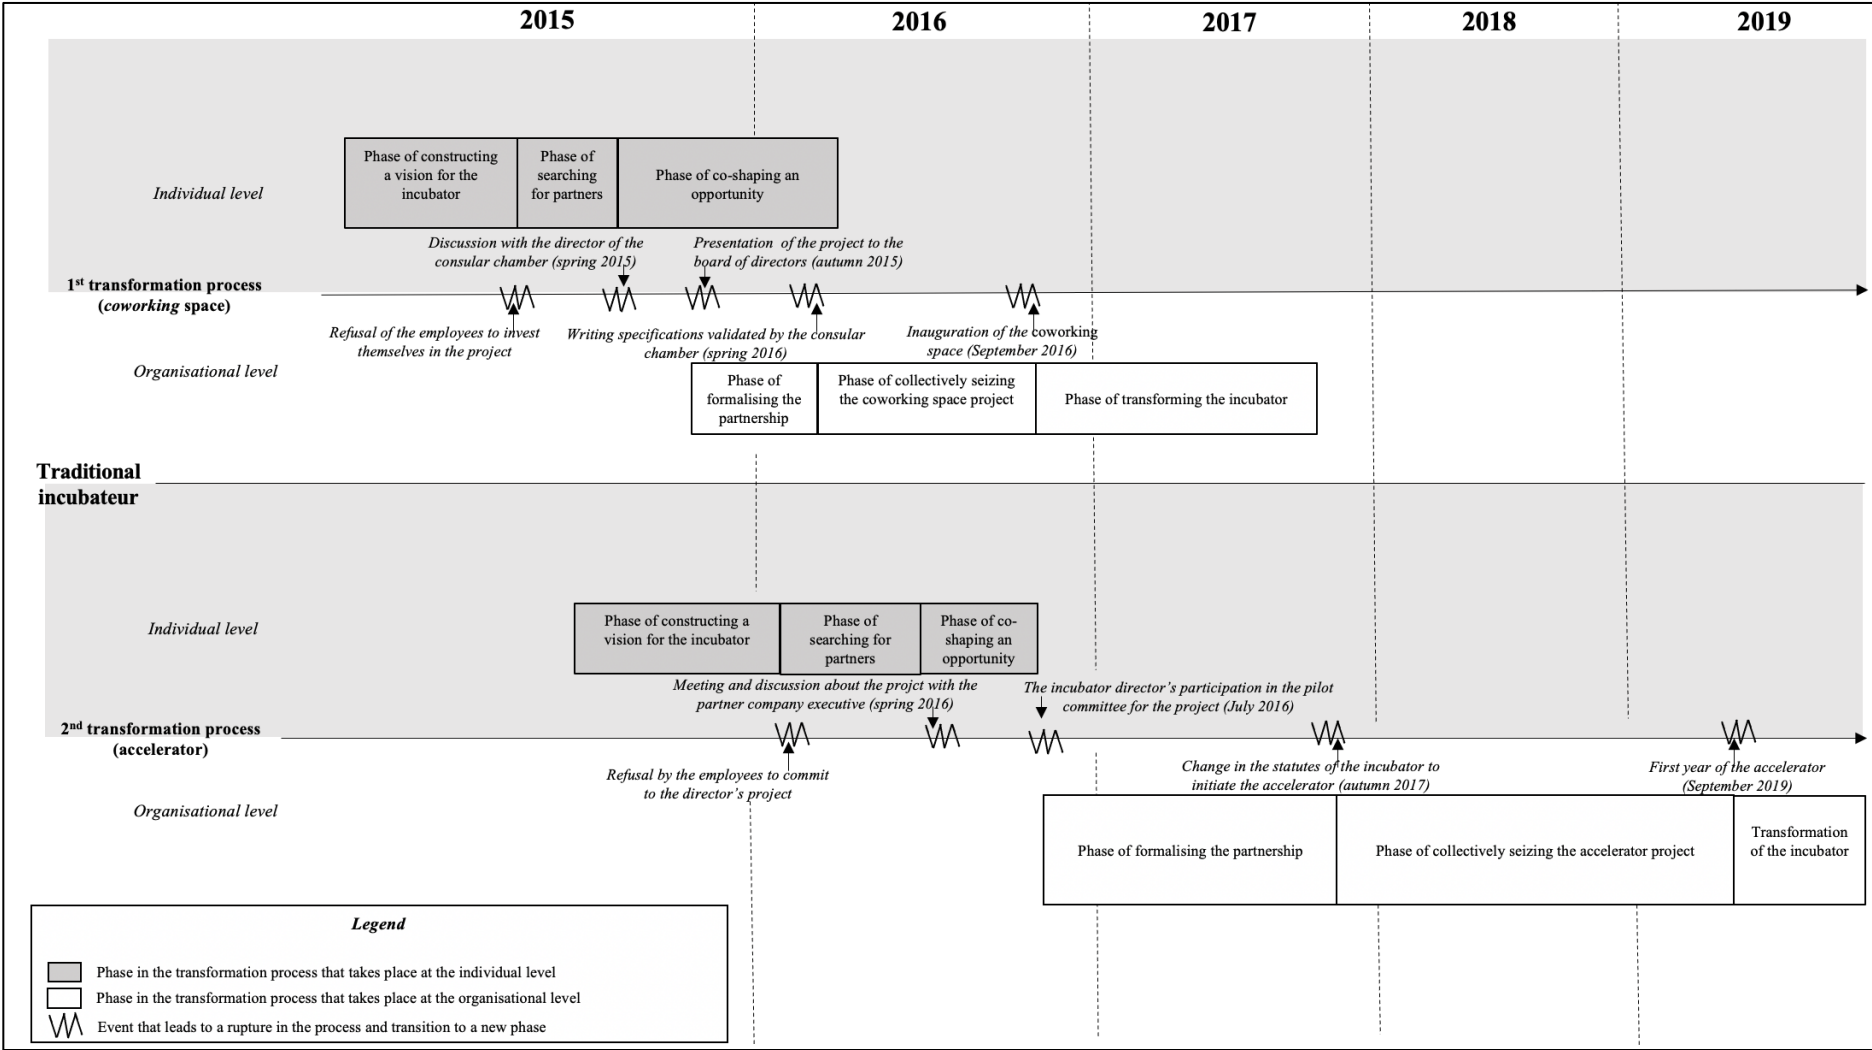 2015 2016 2017 2018 2019
Phase of constructing
a vision for the
incubator
Phase of
searching
for partners
Phase of co-shaping an
opportunity
Individual level
Discussion with the director of the
consular chamber (spring 2015)
Presentation of the project to the
board of directors (autumn 2015)
1st transformation process
(coworking space)
Refusal of the employees to invest
themselves in the project
Writing specifications validated by the consular
chamber (spring 2016)
Inauguration of the coworking
space (September 2016)
Organisational level
Phase of
formalising the
partnership
Phase of collectively seizing
the coworking space project
Phase of transforming the incubator
Traditional
incubateur
Individual level
Phase of constructing a
vision for the incubator
Phase of
searching for
partners
Phase of co-
shaping an
opportunity
Meeting and discussion about the projct with the
partner company executive (spring 2016)
The incubator director's participation in the pilot
committee for the project (July 2016)
2nd transformation process
(accelerator)
Refusal by the employees to commit
to the director's project
Change in the statutes of the incubator to
initiate the accelerator (autumn 2017)
First year of the accelerator
(September 2019)
Organisational level
Phase of formalising the partnership
Phase of collectively seizing the accelerator project
Transformation
of the incubator
Legend
Phase in the transformation process that takes place at the individual level
Phase in the transformation process that takes place at the organisational level
Event that leads to a rupture in the process and transition to a new phase